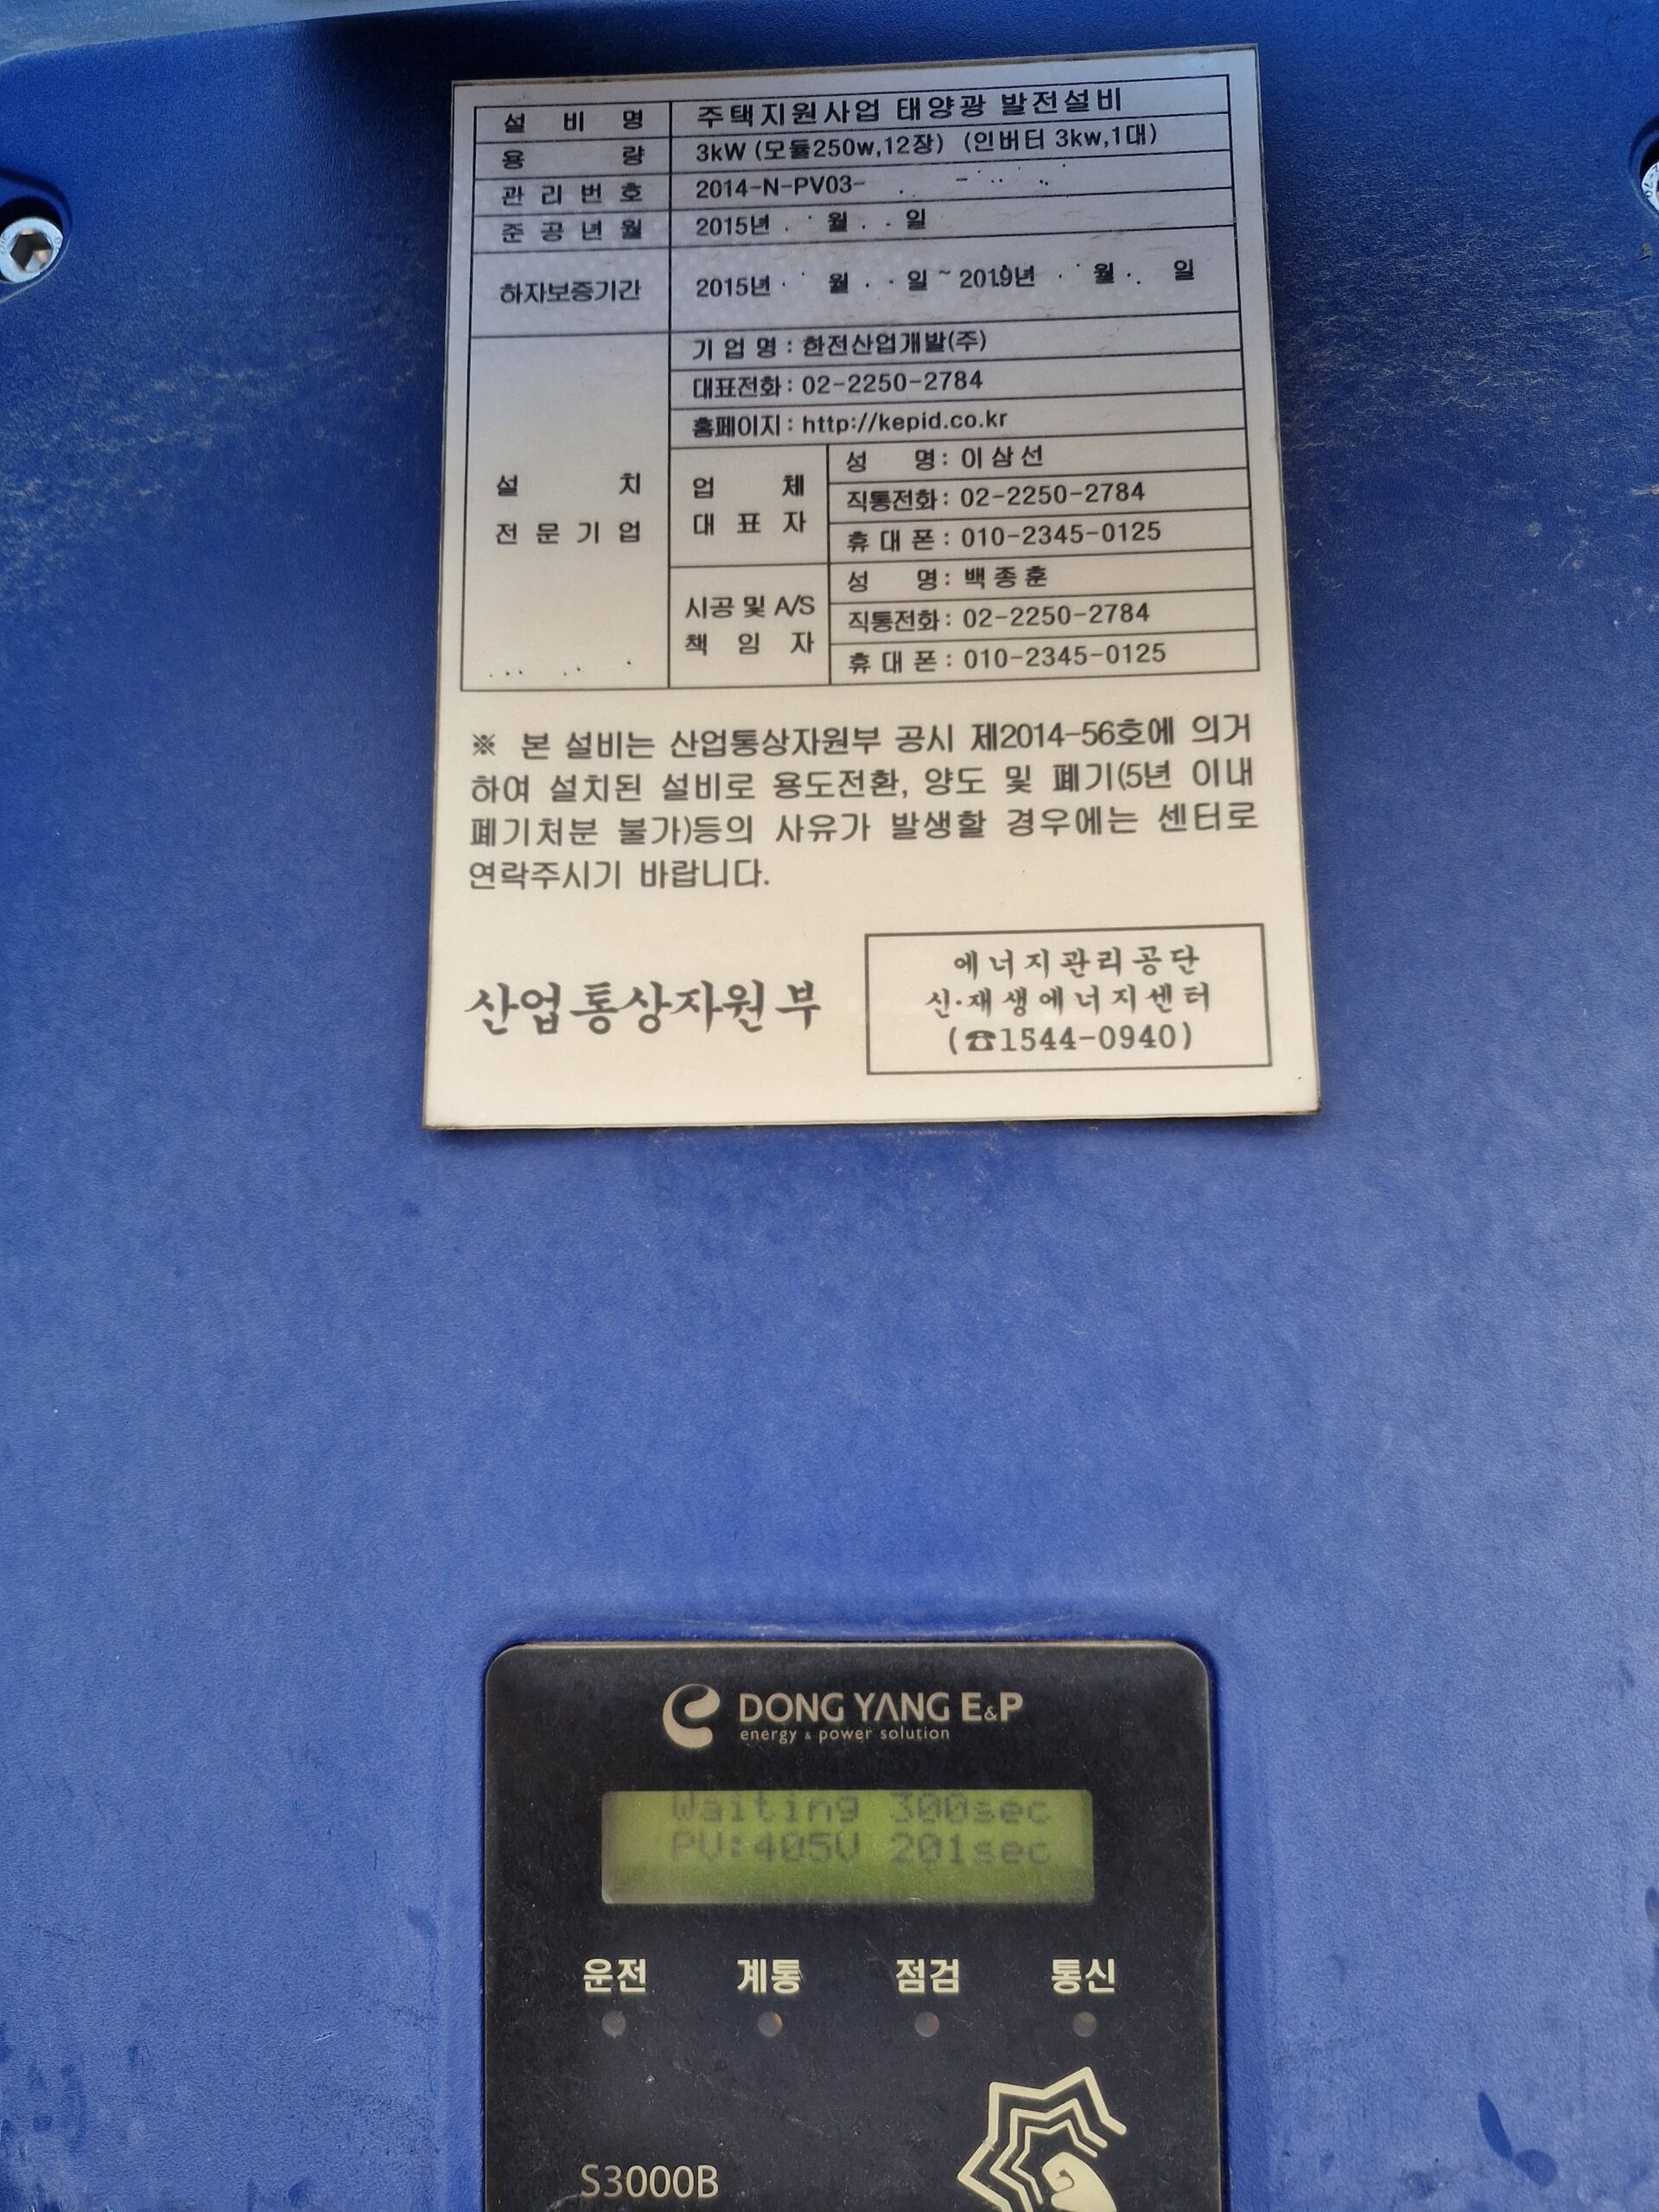 설 비 명 주택지원사업 태양광 발전설비
용 량 3kW (모듈250w,12장) (인버터 3kw,1대)
관 리 번 호 2014-N-PV03-
준 공 년 월 2015년 월 일
하자보증기간 2015년 월 일 ~ 2019년 월 일
기 업 명 : 한전산업개발(주)
대표전화 : 02-2250-2784
홈페이지 : http://kepid.co.kr
설 치
전 문 기 업
업 체
대 표 자
성 명 : 이 삼 선
직통전화 : 02-2250-2784
휴 대 폰 : 010-2345-0125
시공 및 A/S
책 임 자
성 명 : 백 종 훈
직통전화 : 02-2250-2784
휴 대 폰 : 010-2345-0125
※ 본 설비는 산업통상자원부 공시 제2014-56호에 의거
하여 설치된 설비로 용도전환, 양도 및 폐기(5년 이내
폐기처분 불가)등의 사유가 발생할 경우에는 센터로
연락주시기 바랍니다.
산업통상자원부
에너지관리공단
신·재생에너지센터
(☎1544-0940)
DONG YANG E&P
energy & power solution
Waiting 300sec
PV:405V 201sec
운전 계통 점검 통신
S3000B